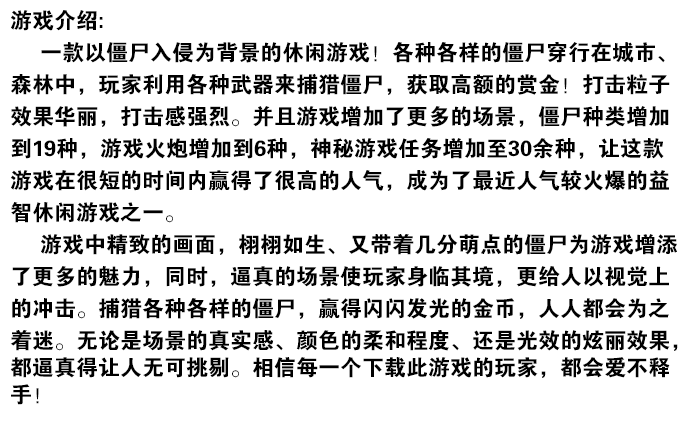 游戏介绍:
一款以僵尸入侵为背景的休闲游戏！各种各样的僵尸穿行在城市、
森林中，玩家利用各种武器来捕猎僵尸，获取高额的赏金！打击粒子
效果华丽，打击感强烈。并且游戏增加了更多的场景，僵尸种类增加
到19种，游戏火炮增加到6种，神秘游戏任务增加至30余种，让这款
游戏在很短的时间内赢得了很高的人气，成为了最近人气较火爆的益
智休闲游戏之一。
游戏中精致的画面，栩栩如生、又带着几分萌点的僵尸为游戏增添
了更多的魅力，同时，逼真的场景使玩家身临其境，更给人以视觉上
的冲击。捕猎各种各样的僵尸，赢得闪闪发光的金币，人人都会为之
着迷。无论是场景的真实感、颜色的柔和程度、还是光效的炫丽效果，
都逼真得让人无可挑剔。相信每一个下载此游戏的玩家，都会爱不释
手！